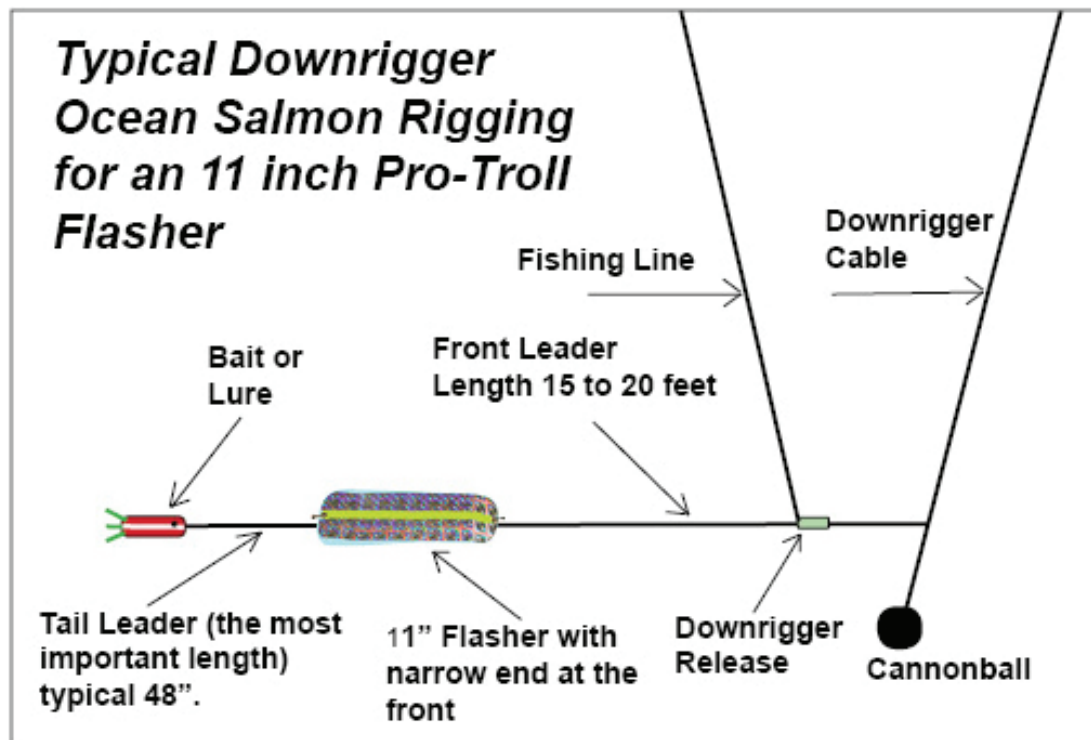 Typical Downrigger
Ocean Salmon Rigging
for an 11 inch Pro-Troll
Flasher
Fishing Line
Downrigger
Cable
Bait or
Lure
Front Leader
Length 15 to 20 feet
Tail Leader (the most
important length)
typical 48”.
11” Flasher with
narrow end at the
front
Downrigger
Release
Cannonball